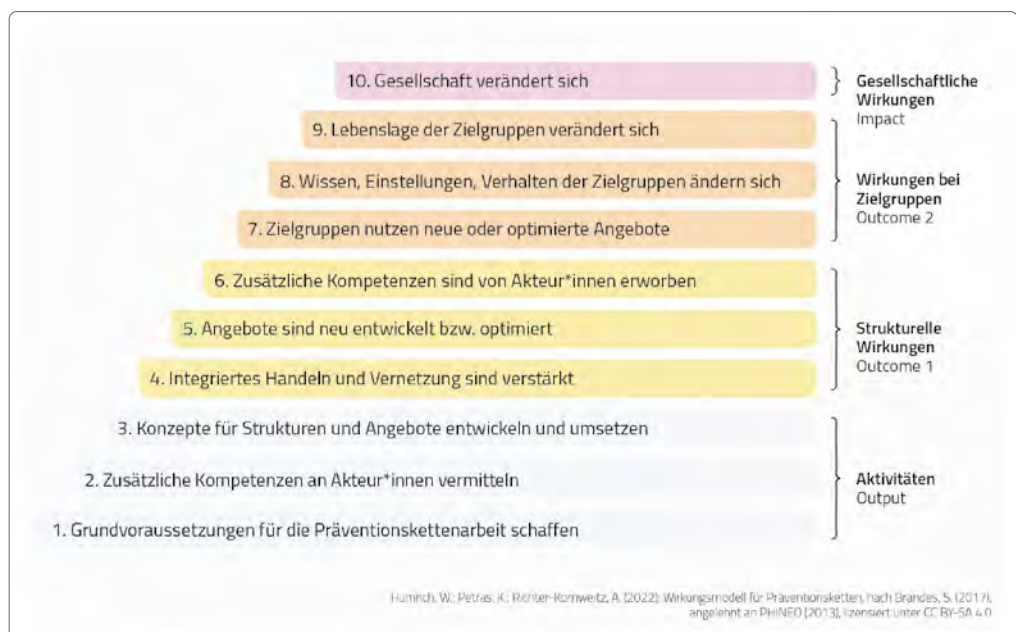 10. Gesellschaft verändert sich
Gesellschaftliche
Wirkungen
Impact
9. Lebenslage der Zielgruppen verändert sich
8. Wissen, Einstellungen, Verhalten der Zielgruppen ändern sich
7. Zielgruppen nutzen neue oder optimierte Angebote
Wirkungen bei
Zielgruppen
Outcome 2
6. Zusätzliche Kompetenzen sind von Akteur*innen erworben
5. Angebote sind neu entwickelt bzw. optimiert
4. Integriertes Handeln und Vernetzung sind verstärkt
Strukturelle
Wirkungen
Outcome 1
3. Konzepte für Strukturen und Angebote entwickeln und umsetzen
2. Zusätzliche Kompetenzen an Akteur*innen vermitteln
1. Grundvoraussetzungen für die Präventionskettenarbeit schaffen
Aktivitäten
Output
Humrich, W.; Petras, K.; Richter-Kornweitz, A. (2022): Wirkungsmodell für Präventionsketten, nach Brandes, S. (2017),
angelehnt an PHINEO (2013), lizensiert unter CC BY-SA 4.0